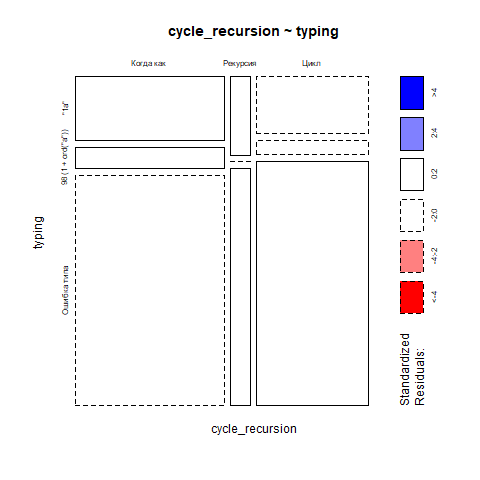 cycle_recursion ~ typing
Когда как
Рекурсия
Цикл
"1a"
98 (1 + ord("a"))
Ошибка типа
typing
cycle_recursion
>4
2:4
0:2
-2:0
-4:-2
<-4
Standardized
Residuals: